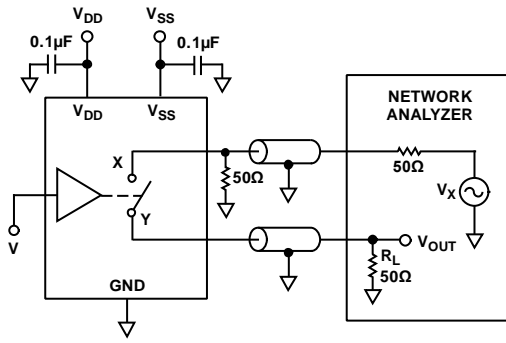 VDD
VSS
0.1µF
0.1µF
VDD
VSS
NETWORK
ANALYZER
X
50Ω
50Ω
VX
Y
V
VOUT
RL
50Ω
GND